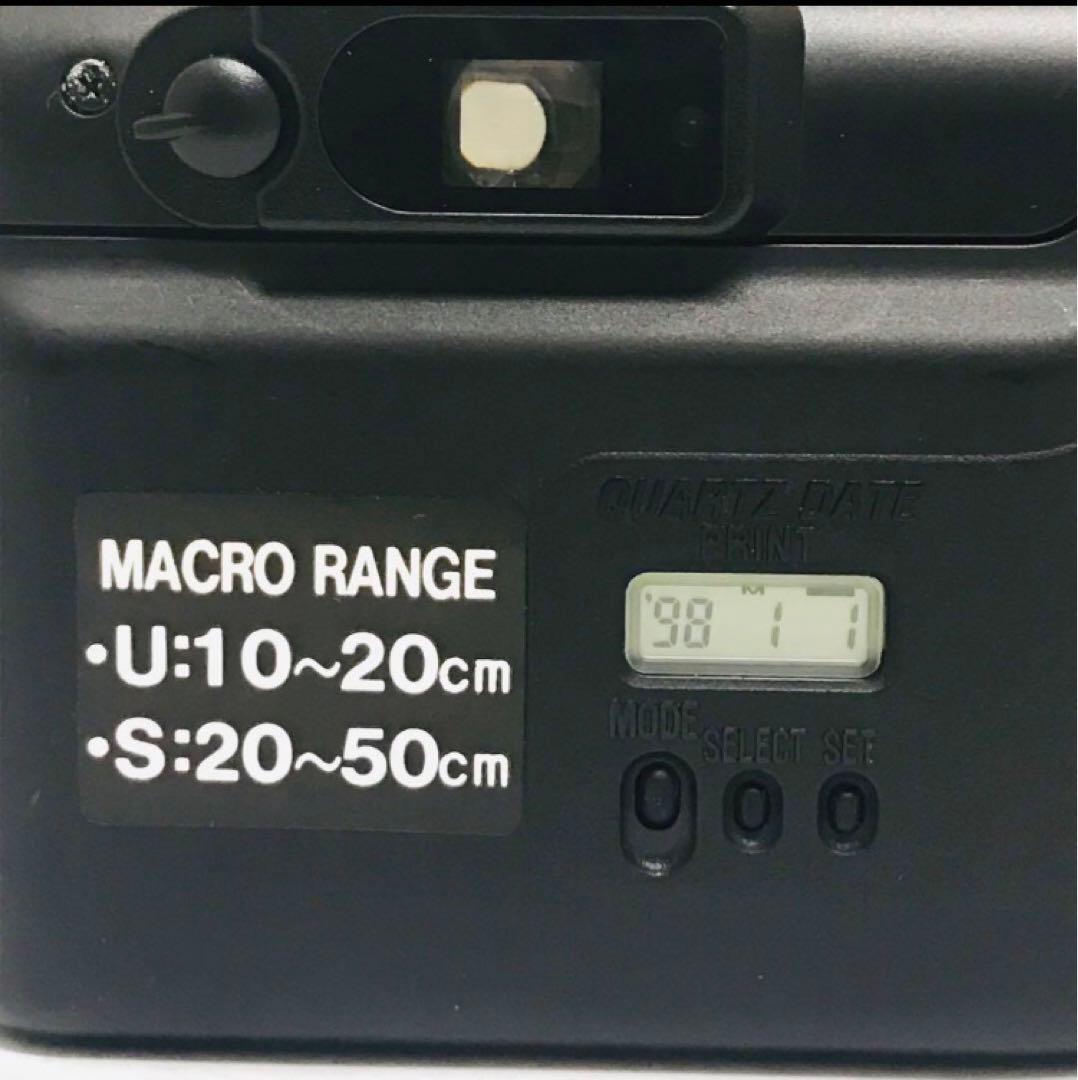 MACRO RANGE
•U:10~20cm
•S:20~50cm
QUARTZ DATE
PRINT
M
'98 1 1
MODE
SELECT SET